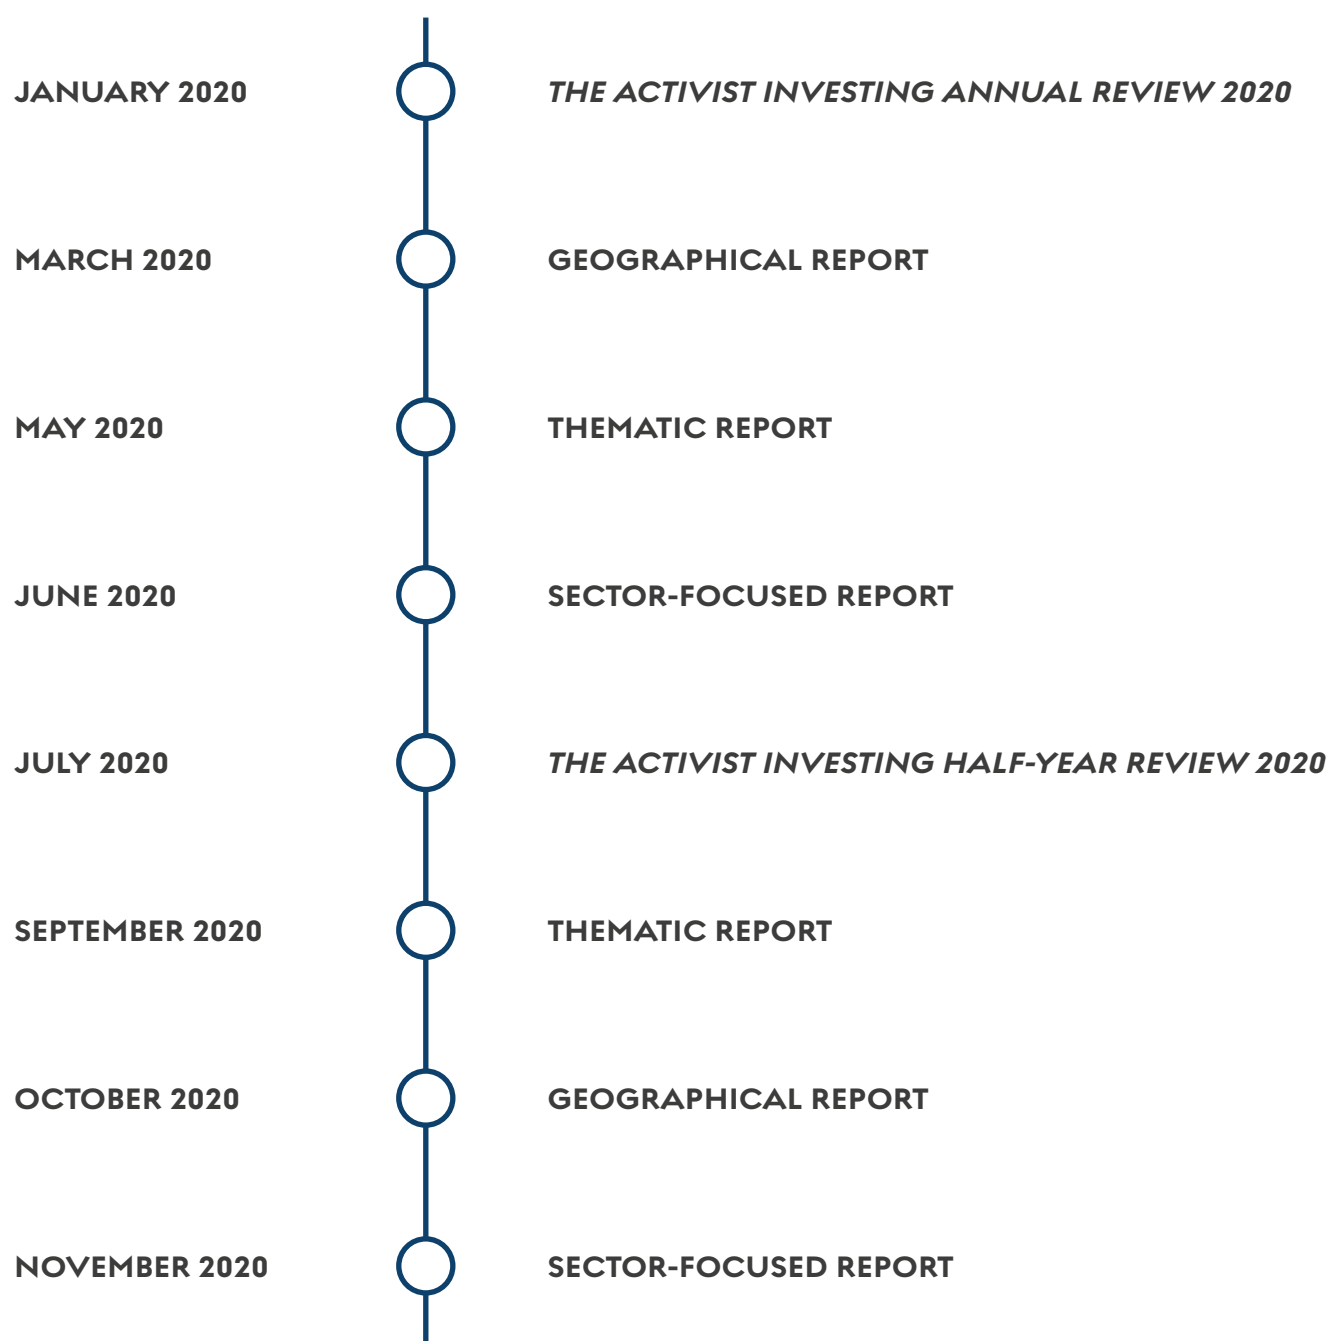 JANUARY 2020
THE ACTIVIST INVESTING ANNUAL REVIEW 2020
MARCH 2020
GEOGRAPHICAL REPORT
MAY 2020
THEMATIC REPORT
JUNE 2020
SECTOR-FOCUSED REPORT
JULY 2020
THE ACTIVIST INVESTING HALF-YEAR REVIEW 2020
SEPTEMBER 2020
THEMATIC REPORT
OCTOBER 2020
GEOGRAPHICAL REPORT
NOVEMBER 2020
SECTOR-FOCUSED REPORT